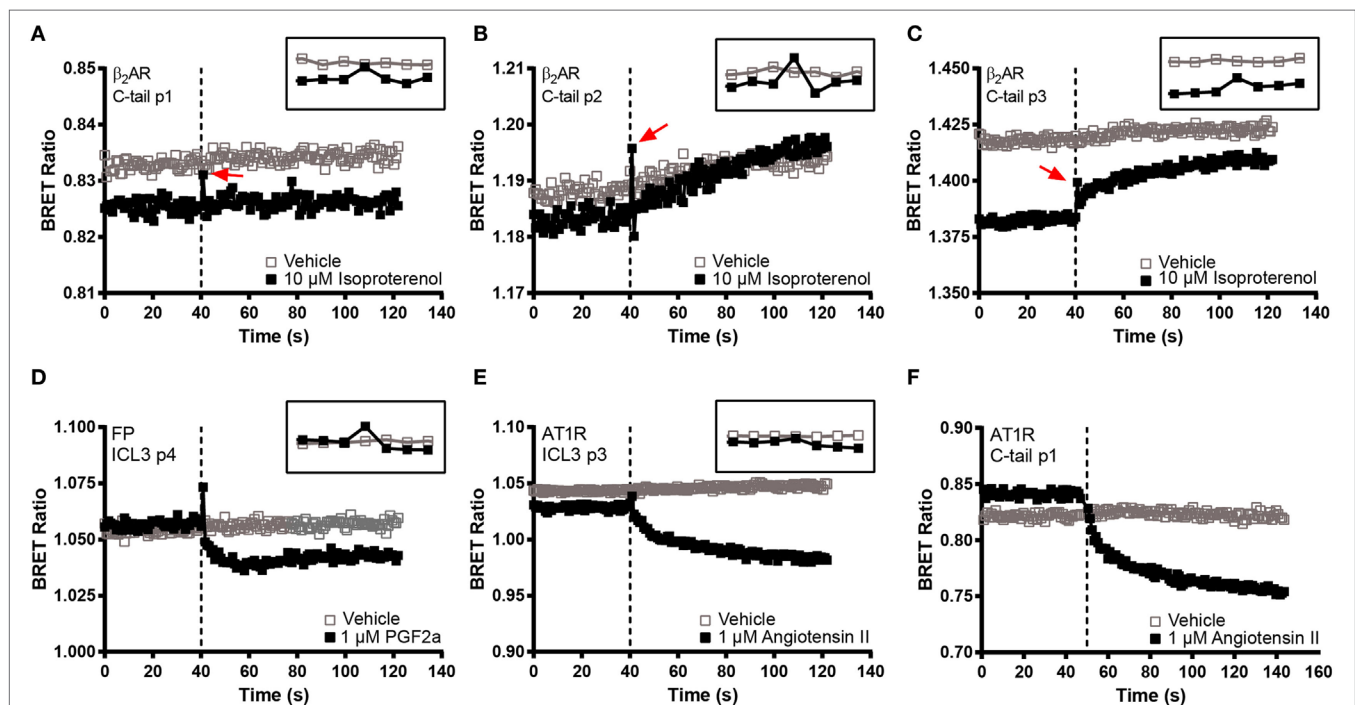 A
β2AR
C-tail p1
BRET Ratio
0.85
0.84
0.83
0.82
0.81
0 20 40 60 80 100 120 140
Time (s)
Vehicle
10 µM Isoproterenol
B
β2AR
C-tail p2
BRET Ratio
1.21
1.20
1.19
1.18
1.17
0 20 40 60 80 100 120 140
Time (s)
Vehicle
10 µM Isoproterenol
C
β2AR
C-tail p3
BRET Ratio
1.450
1.425
1.400
1.375
1.350
0 20 40 60 80 100 120 140
Time (s)
Vehicle
10 µM Isoproterenol
D
FP
ICL3 p4
BRET Ratio
1.100
1.075
1.050
1.025
1.000
0 20 40 60 80 100 120 140
Time (s)
Vehicle
1 µM PGF2a
E
AT1R
ICL3 p3
BRET Ratio
1.10
1.05
1.00
0.95
0.90
0 20 40 60 80 100 120 140
Time (s)
Vehicle
1 µM Angiotensin II
F
AT1R
C-tail p1
BRET Ratio
0.90
0.85
0.80
0.75
0.70
0 20 40 60 80 100 120 140 160
Time (s)
Vehicle
1 µM Angiotensin II